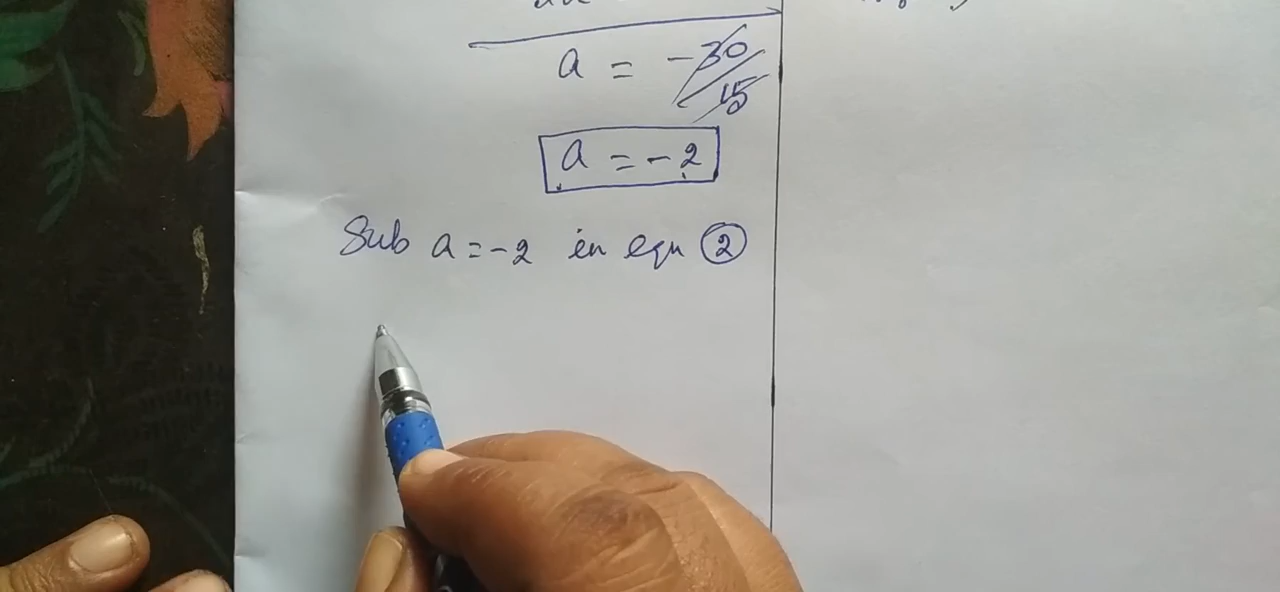 a = -30/15
a = -2
Sub a = -2 in equ ②